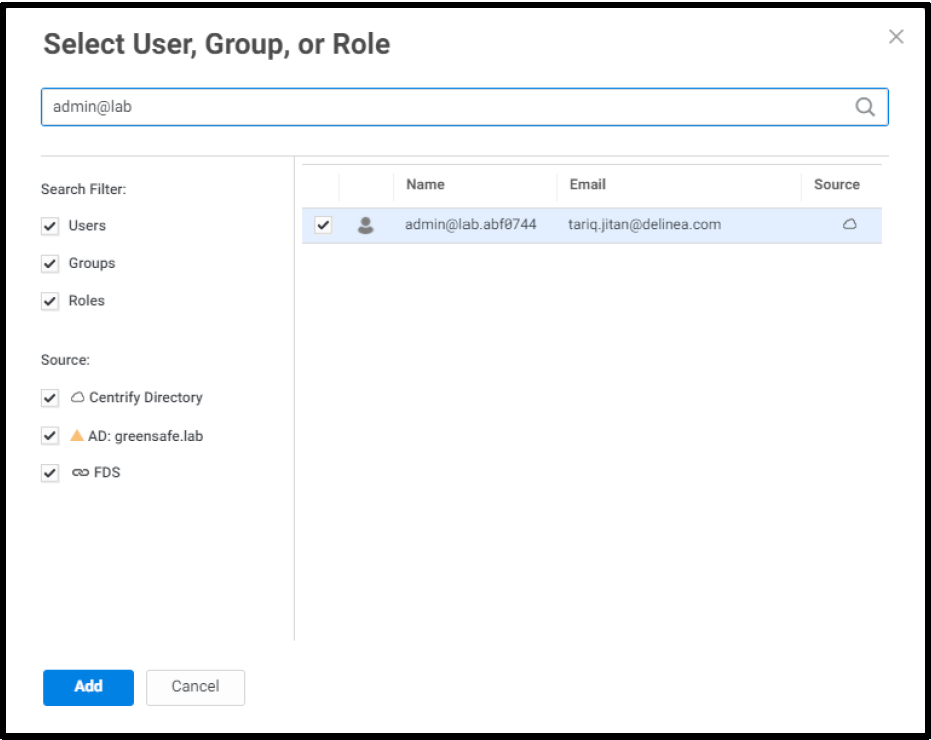 Select User, Group, or Role
admin@lab
Search Filter:
Users
Groups
Roles
Source:
Centrify Directory
AD: greensafe.lab
FDS
Name Email Source
admin@lab.abf0744 tariq.jitan@delinea.com
Add Cancel